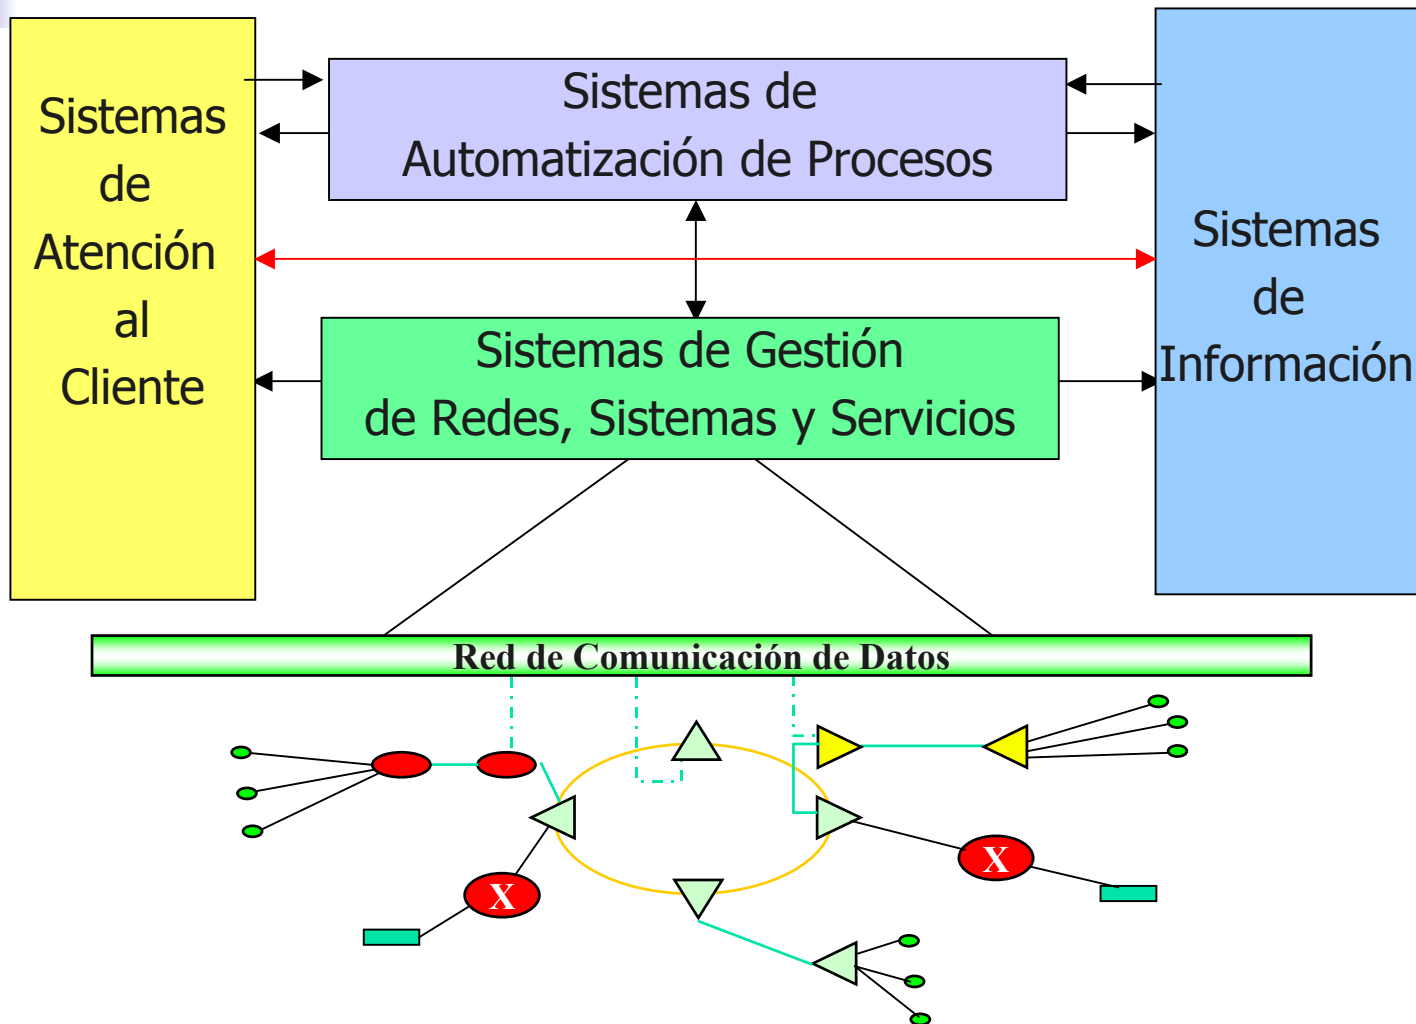 Sistemas
de
Atención
al
Cliente
Sistemas de
Automatización de Procesos
Sistemas
de
Información
Sistemas de Gestión
de Redes, Sistemas y Servicios
Red de Comunicación de Datos
X
X